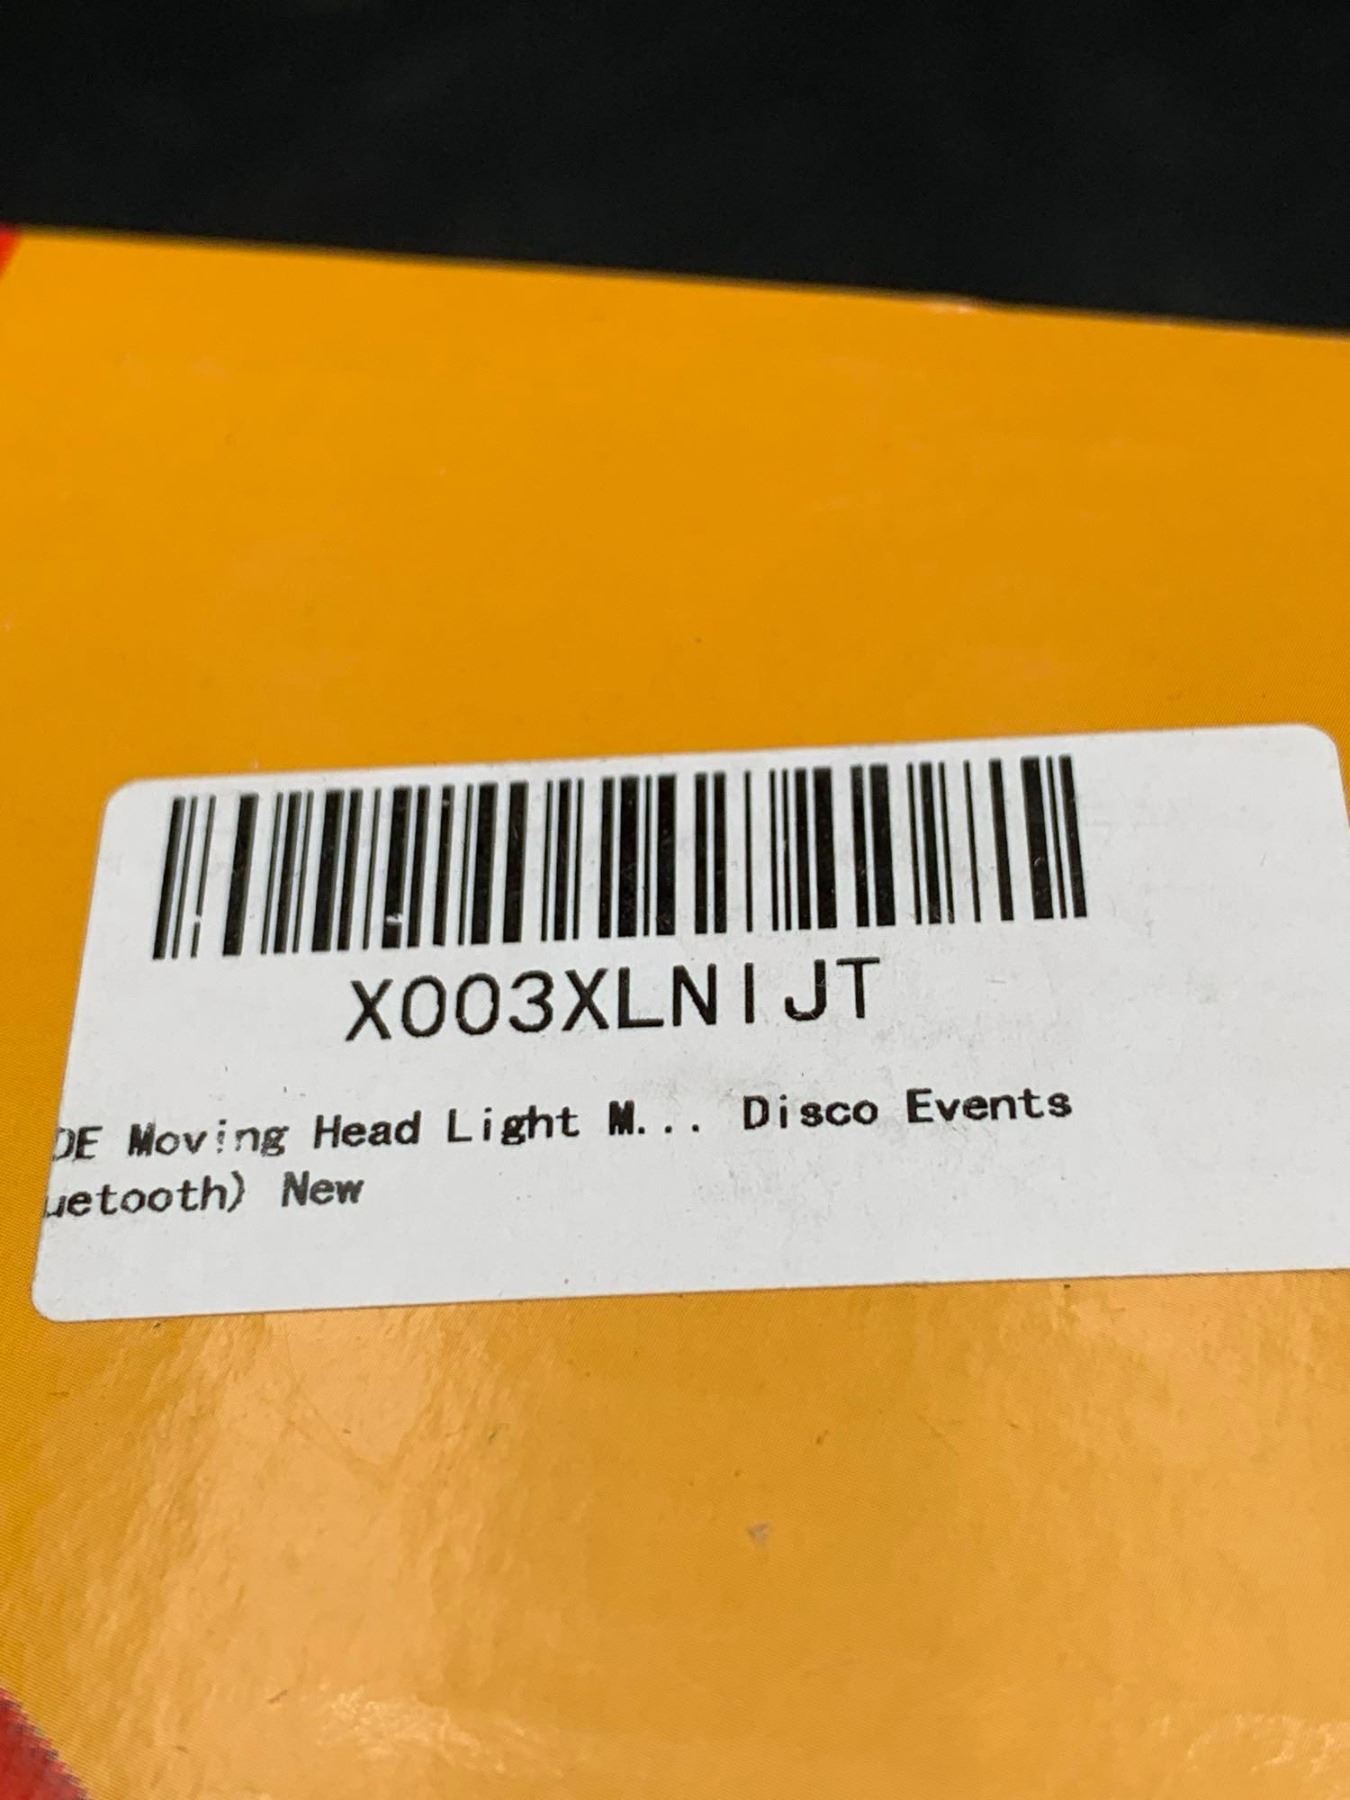 X003XLNIJT
DE Moving Head Light M... Disco Events
uetooth) New